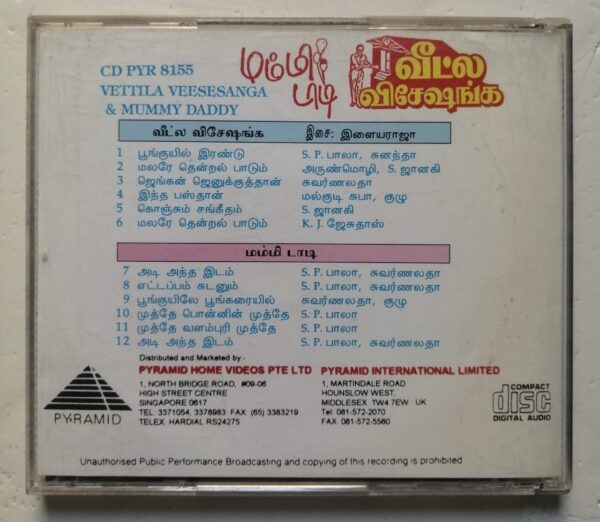 CD PYR 8155
VETTILA VEESESANGA
& MUMMY DADDY
மம்மி
டாடி
வீட்ல
விசேஷங்க
வீட்ல விசேஷங்க இசை: இளையராஜா
1 பூங்குயில் இரண்டு S. P. பாலா, சுனந்தா
2 மலரே தென்றல் பாடும் அருண்மொழி, S. ஜானகி
3 ஜெங்கன் ஜெனுக்குத்தான் சுவர்ணலதா
4 இந்த பஸ்தான் மல்குடி சுபா, குழு
5 கொஞ்சும் சங்கீதம் S. ஜானகி
6 மலரே தென்றல் பாடும் K. J. ஜேசுதாஸ்
மம்மி டாடி
7 அடி அந்த இடம் S. P. பாலா, சுவர்ணலதா
8 எட்டப்பம் சுடனும் S. P. பாலா, சுவர்ணலதா
9 பூங்குயிலே பூங்கரையில் சுவர்ணலதா, குழு
10 முத்தே பொன்னின் முத்தே S. P. பாலா
11 முத்தே வளம்புரி முத்தே S. P. பாலா
12 அடி அந்த இடம் S. P. பாலா, சுவர்ணலதா
Distributed and Marketed by:-
PYRAMID HOME VIDEOS PTE LTD
1, NORTH BRIDGE ROAD, #09-06
HIGH STREET CENTRE
SINGAPORE 0617
TEL: 3371054, 3376963 FAX. (65) 3383219
TELEX HARDIAL RS24275
PYRAMID INTERNATIONAL LIMITED
1, MARTINDALE ROAD
HOUNSLOW WEST,
MIDDLESEX TW4 7EW UK
Tel 081-572-2070
FAX 081-572-5560
PYRAMID
COMPACT
disc
DIGITAL AUDIO
Unauthorised Public Performance Broadcasting and copying of this recording is prohibited